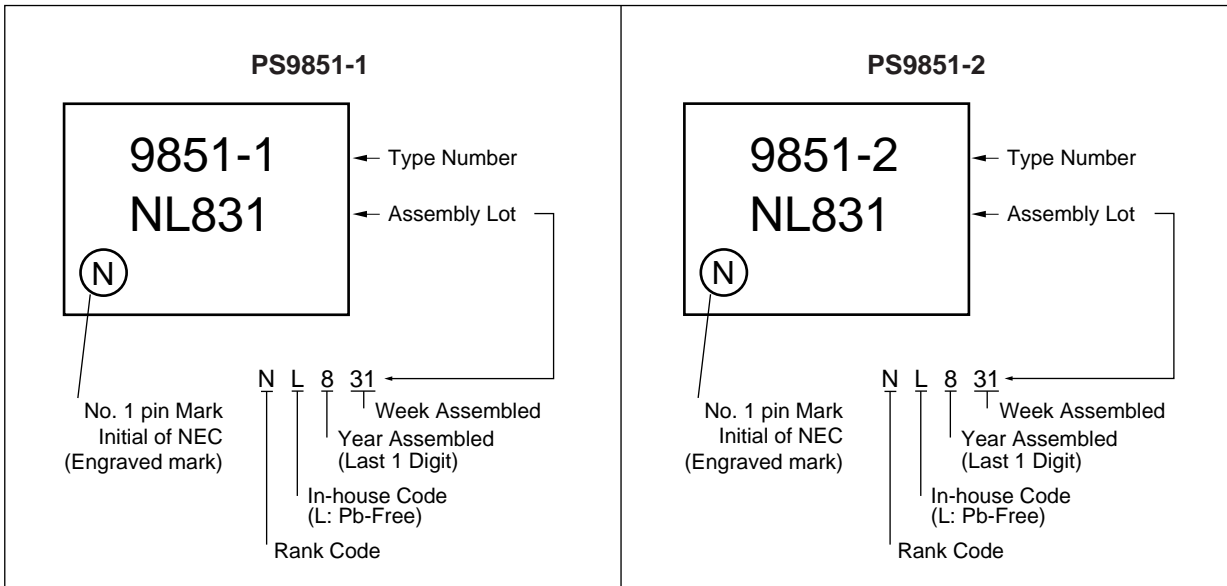 PS9851-1
9851-1
NL831
N
Type Number
Assembly Lot
N L 8 31
No. 1 pin Mark
Initial of NEC
(Engraved mark)
Week Assembled
Year Assembled
(Last 1 Digit)
In-house Code
(L: Pb-Free)
Rank Code
PS9851-2
9851-2
NL831
N
Type Number
Assembly Lot
N L 8 31
No. 1 pin Mark
Initial of NEC
(Engraved mark)
Week Assembled
Year Assembled
(Last 1 Digit)
In-house Code
(L: Pb-Free)
Rank Code